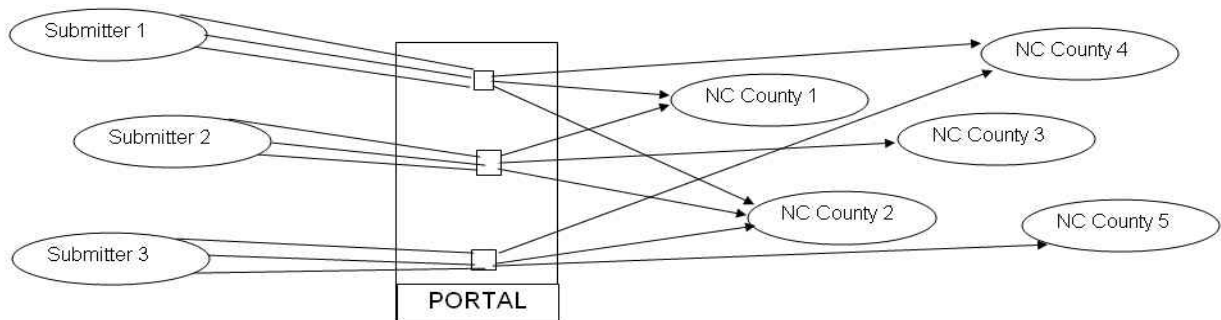 Submitter 1
NC County 4
NC County 1
Submitter 2
NC County 3
NC County 2
NC County 5
Submitter 3
PORTAL